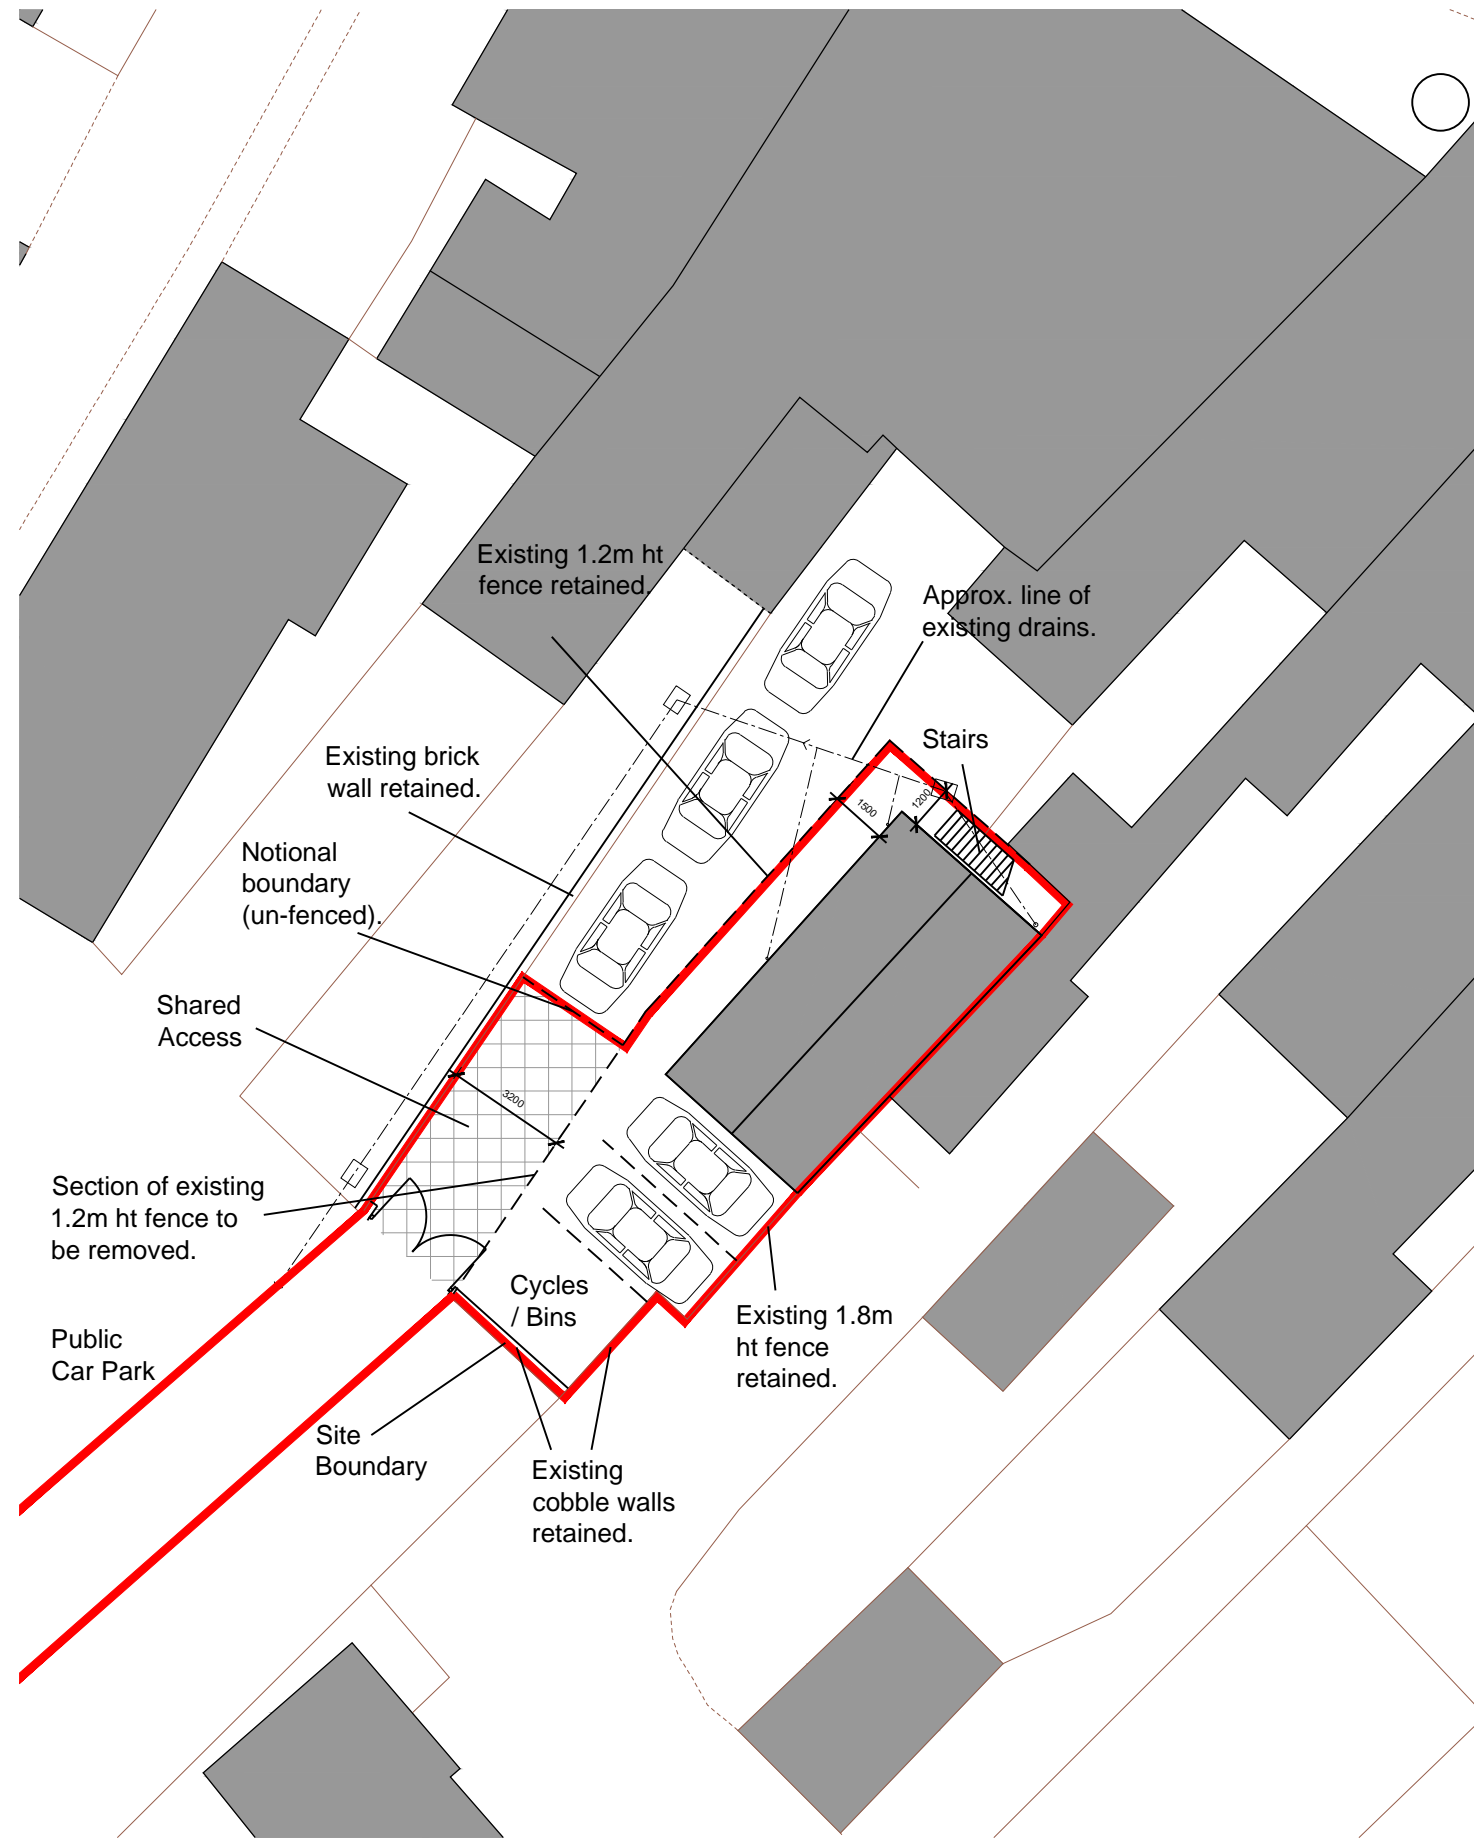 Existing 1.2m ht
fence retained.
Approx. line of
existing drains.
Stairs
Existing brick
wall retained.
1500
1200
Notional
boundary
(un-fenced).
Shared
Access
3200
Section of existing
1.2m ht fence to
be removed.
Cycles
/ Bins
Public
Car Park
Existing 1.8m
ht fence
retained.
Site
Boundary
Existing
cobble walls
retained.